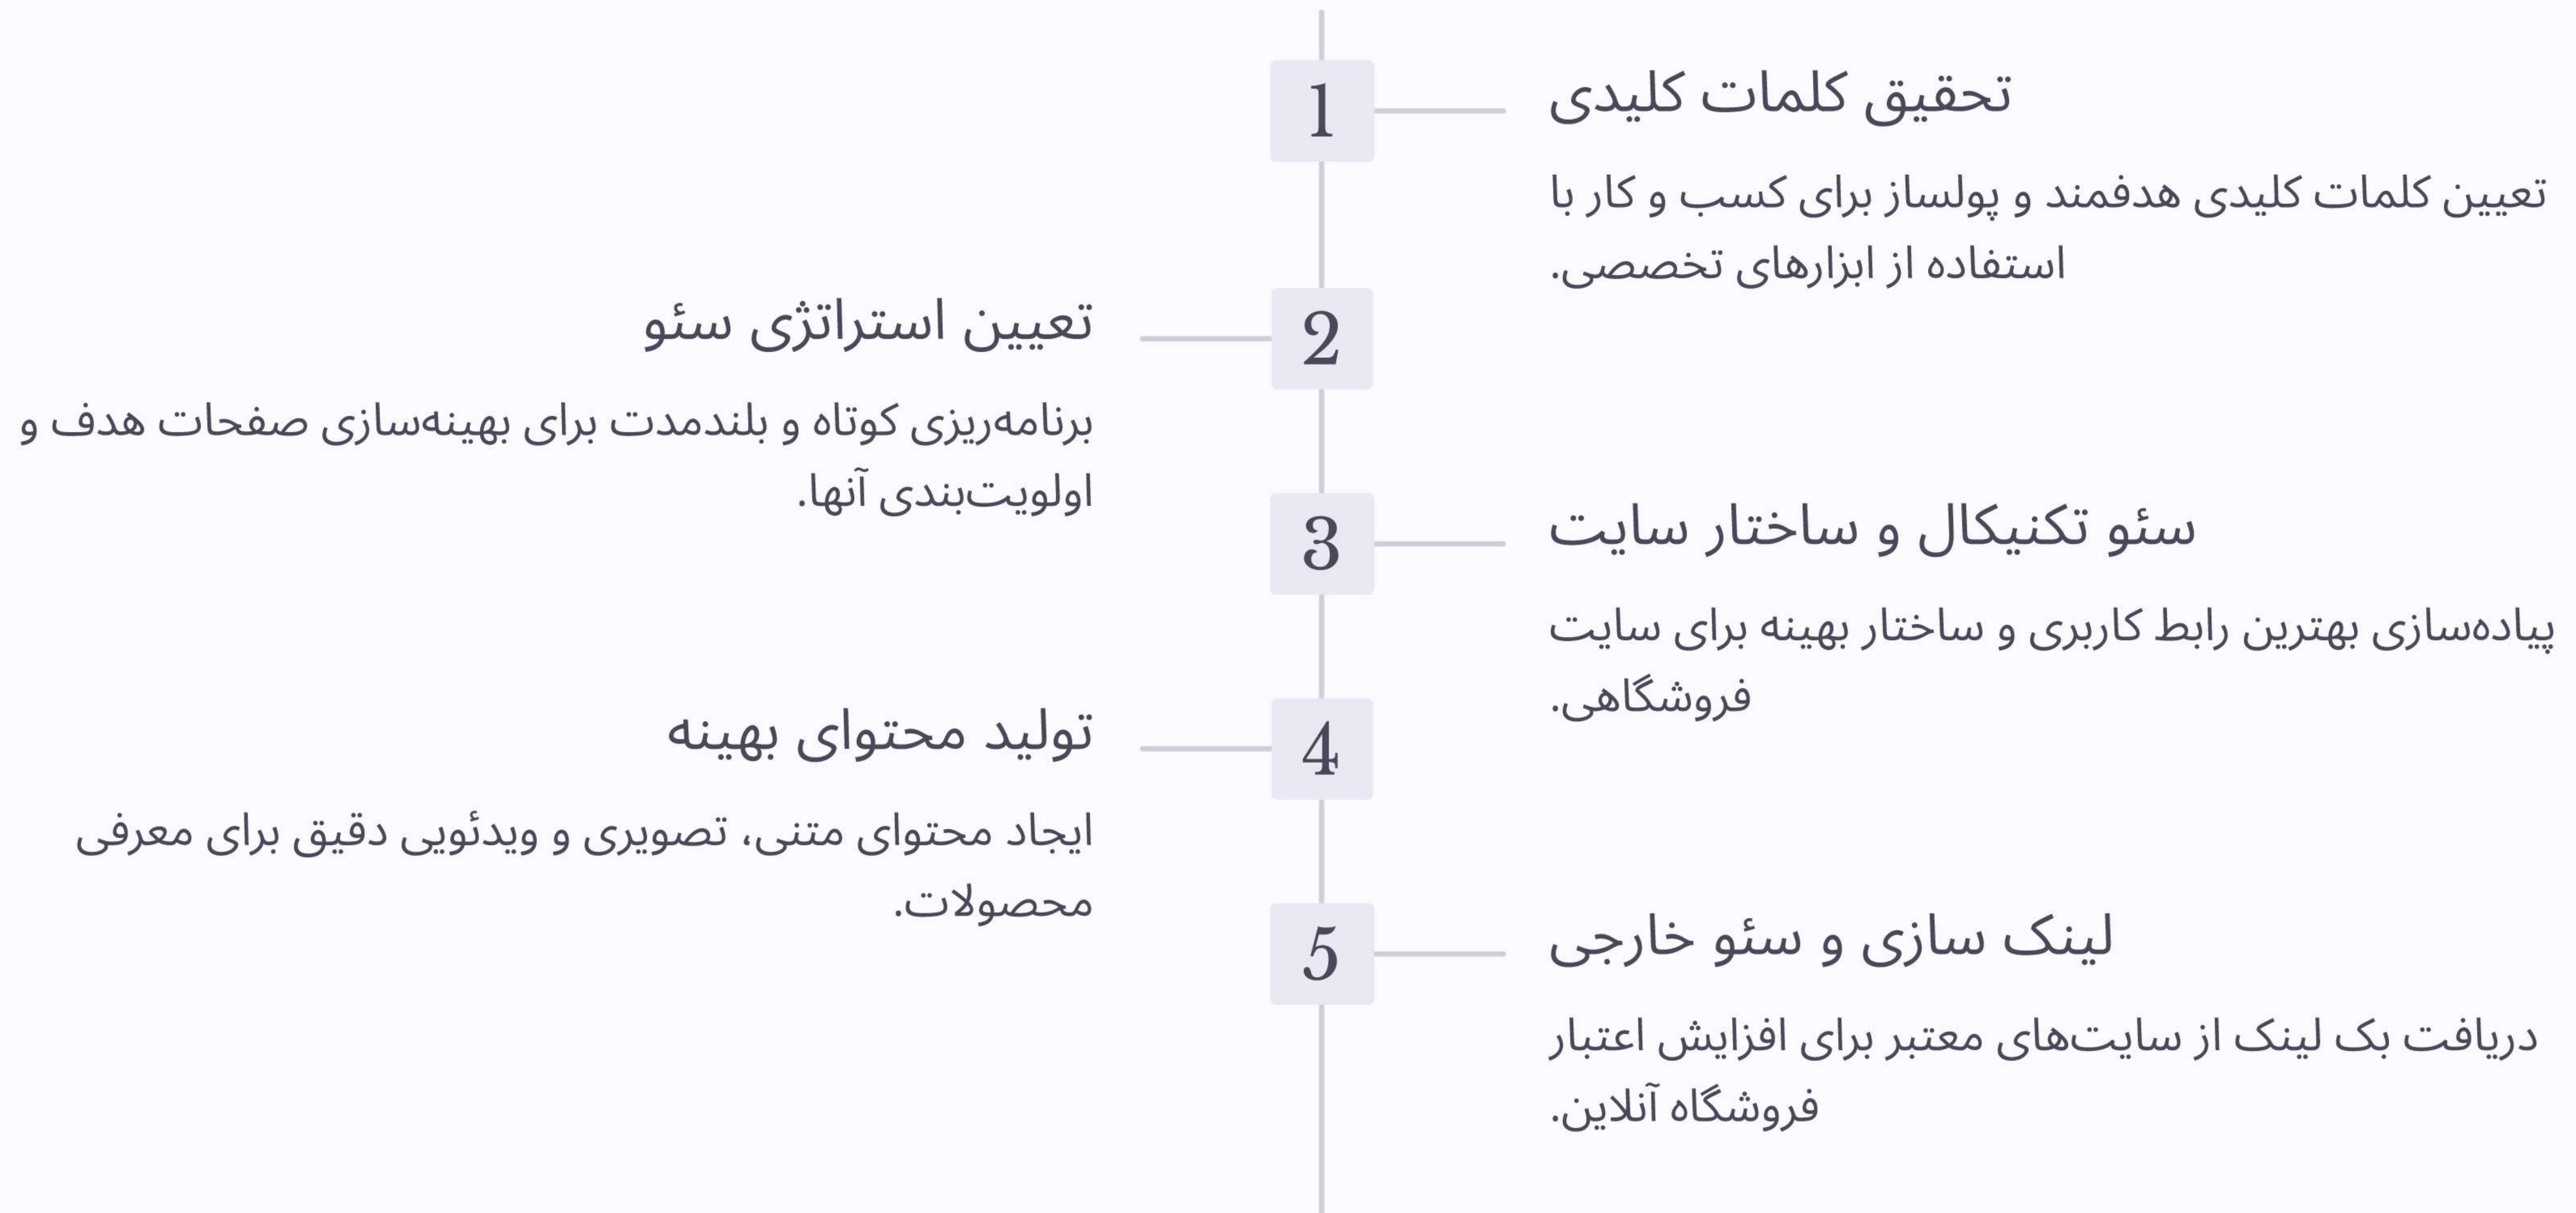 1
تحقیق کلمات کلیدی
تعیین کلمات کلیدی هدفمند و پولساز برای کسب و کار با
استفاده از ابزارهای تخصصی.
2
تعیین استراتژی سئو
برنامه‌ریزی کوتاه و بلندمدت برای بهینه‌سازی صفحات هدف و
اولویت‌بندی آنها.
3
سئو تکنیکال و ساختار سایت
پیاده‌سازی بهترین رابط کاربری و ساختار بهینه برای سایت
فروشگاهی.
4
تولید محتوای بهینه
ایجاد محتوای متنی، تصویری و ویدئویی دقیق برای معرفی
محصولات.
5
لینک سازی و سئو خارجی
دریافت بک لینک از سایت‌های معتبر برای افزایش اعتبار
فروشگاه آنلاین.